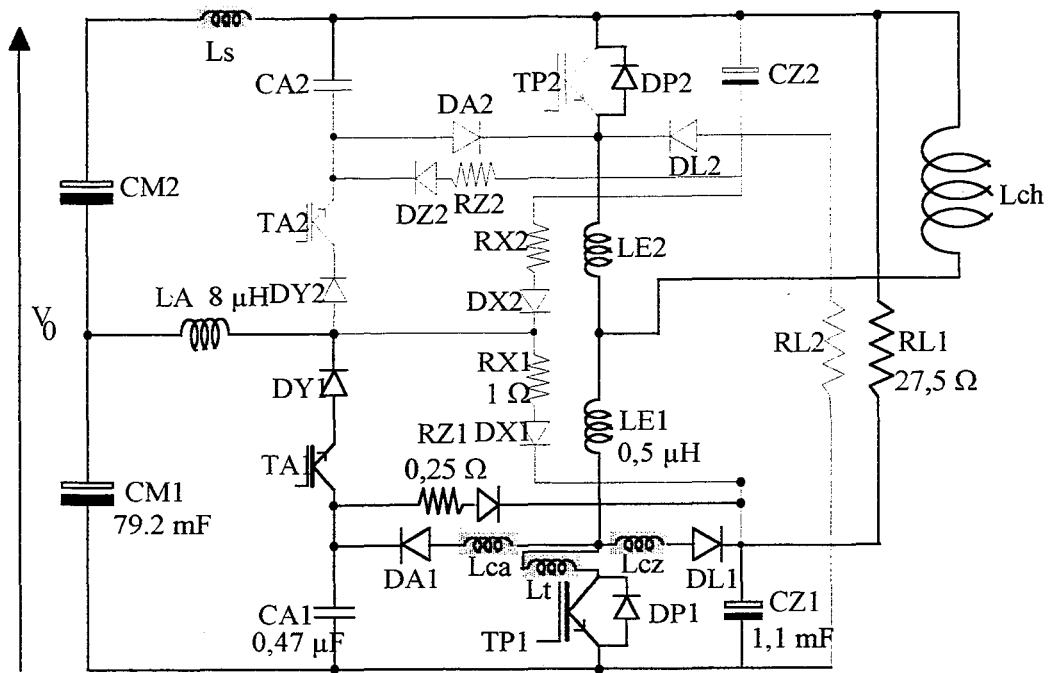 Ls
CA2
TP2
DP2
CZ2
DA2
DL2
CM2
DZ2
RZ2
Lch
TA2
RX2
LE2
LA 8 µH
DY2
DX2
V0
RX1
1 Ω
RL2
RL1
27,5 Ω
DY1
LE1
0,5 µH
RZ1
DX1
0,25 Ω
TA1
CM1
79.2 mF
DA1
Lca
Lcz
DL1
Lt
CA1
0,47 µF
TP1
DP1
CZ1
1,1 mF